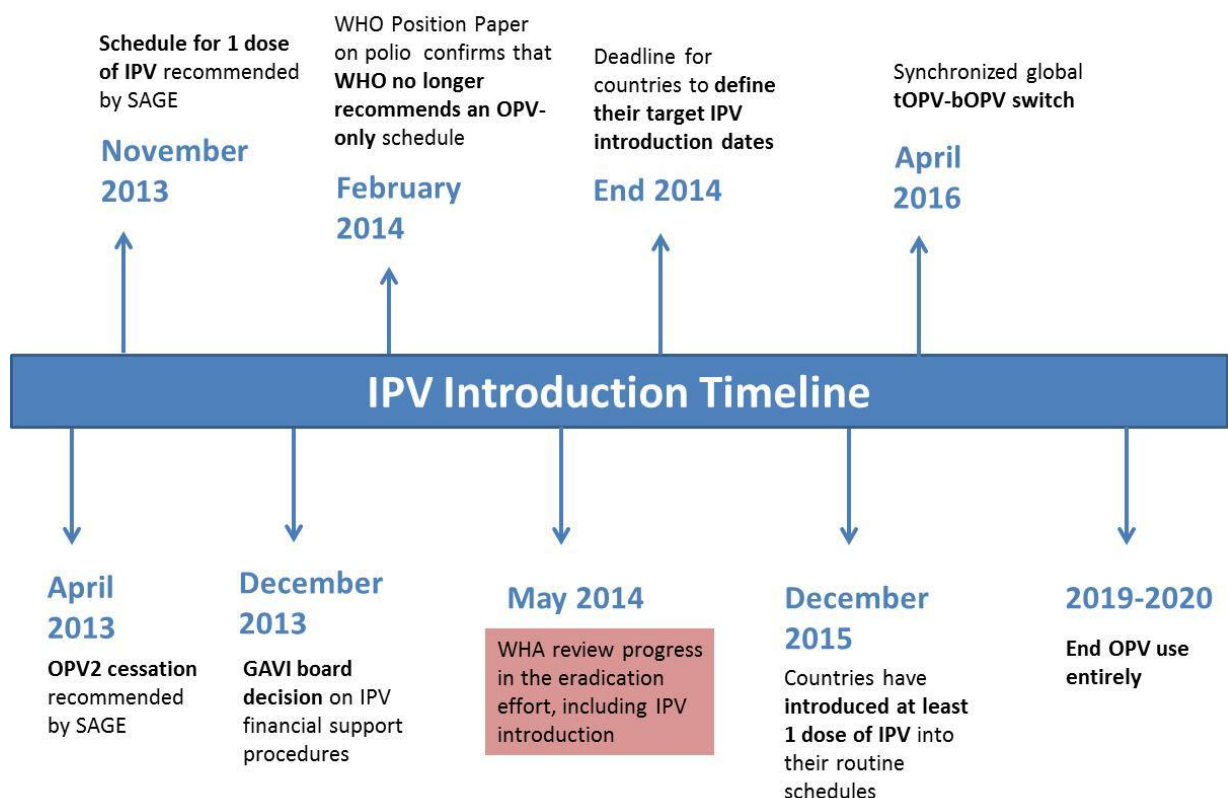 Schedule for 1 dose
of IPV recommended
by SAGE
November
2013
WHO Position Paper
on polio confirms that
WHO no longer
recommends an OPV-
only schedule
February
2014
Deadline for
countries to define
their target IPV
introduction dates
End 2014
Synchronized global
tOPV-bOPV switch
April
2016
IPV Introduction Timeline
April
2013
OPV2 cessation
recommended
by SAGE
December
2013
GAVI board
decision on IPV
financial support
procedures
May 2014
WHA review progress
in the eradication
effort, including IPV
introduction
December
2015
Countries have
introduced at least
1 dose of IPV into
their routine
schedules
2019-2020
End OPV use
entirely